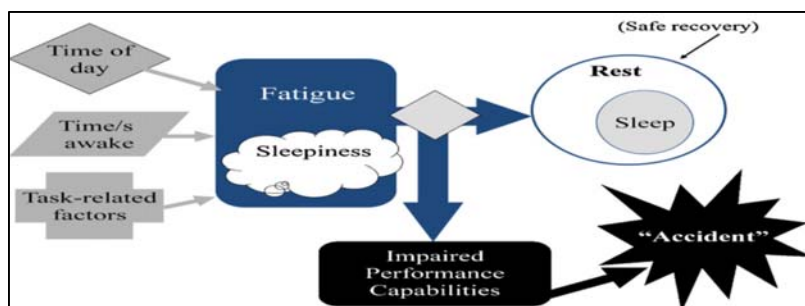 Time of
day
Time/s
awake
Task-related
factors
Fatigue
Sleepiness
(Safe recovery)
Rest
Sleep
Impaired
Performance
Capabilities
“Accident”